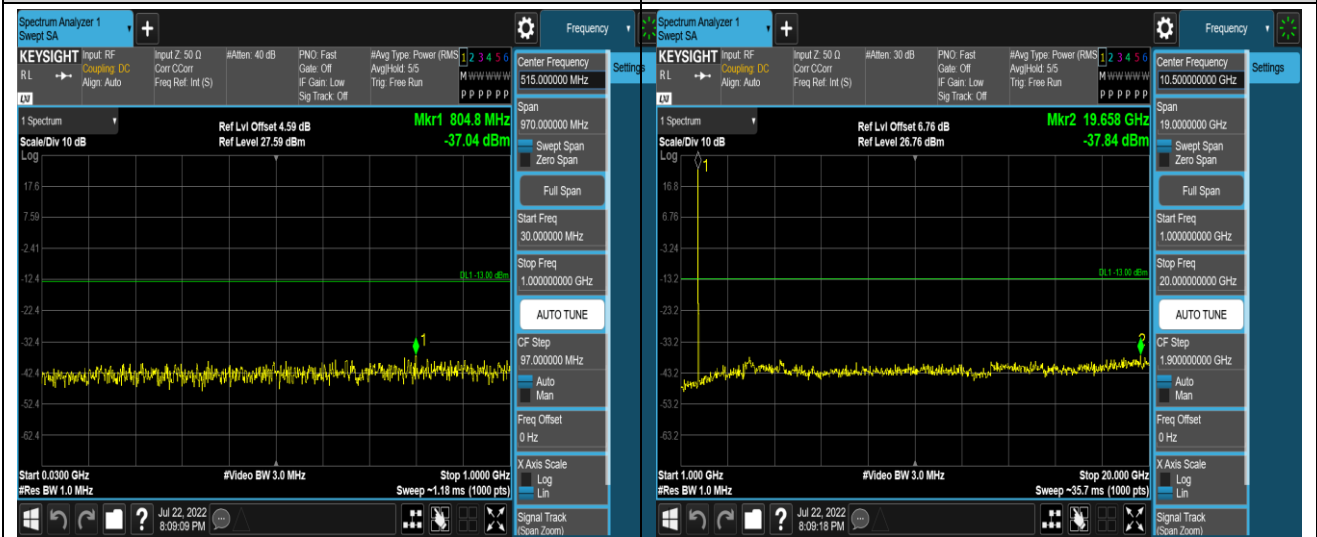 Spectrum Analyzer 1
Swept SA
+
Frequency
KEYSIGHT
RL
LXI
Input: RF
Coupling: DC
Align: Auto
Input Z: 50 Ω
Corr CCorr
Freq Ref: Int (S)
#Atten: 40 dB
PNO: Fast
Gate: Off
IF Gain: Low
Sig Track: Off
#Avg Type: Power (RMS
Avg|Hold: 5/5
Trig: Free Run
1 2 3 4 5 6
M W W W W W
P P P P P P
Center Frequency
515.000000 MHz
Settings
1 Spectrum
Scale/Div 10 dB
Log
Ref Lvl Offset 4.59 dB
Ref Level 27.59 dBm
Mkr1 804.8 MHz
-37.04 dBm
Span
970.000000 MHz
Swept Span
Zero Span
Full Span
Start Freq
30.000000 MHz
Stop Freq
1.000000000 GHz
AUTO TUNE
CF Step
97.000000 MHz
Auto
Man
Freq Offset
0 Hz
X Axis Scale
Log
Lin
Signal Track
(Span Zoom)
17.6
7.59
-2.41
-12.4
-22.4
-32.4
-42.4
-52.4
-62.4
DL1 -13.00 dBm
1
Start 0.0300 GHz
#Res BW 1.0 MHz
#Video BW 3.0 MHz
Stop 1.0000 GHz
Sweep ~1.18 ms (1000 pts)
?
Jul 22, 2022
8:09:09 PM
Spectrum Analyzer 1
Swept SA
+
Frequency
KEYSIGHT
RL
LXI
Input: RF
Coupling: DC
Align: Auto
Input Z: 50 Ω
Corr CCorr
Freq Ref: Int (S)
#Atten: 30 dB
PNO: Fast
Gate: Off
IF Gain: Low
Sig Track: Off
#Avg Type: Power (RMS
Avg|Hold: 5/5
Trig: Free Run
1 2 3 4 5 6
M W W W W W
P P P P P P
Center Frequency
10.500000000 GHz
Settings
1 Spectrum
Scale/Div 10 dB
Log
Ref Lvl Offset 6.76 dB
Ref Level 26.76 dBm
Mkr2 19.658 GHz
-37.84 dBm
Span
19.0000000 GHz
Swept Span
Zero Span
Full Span
Start Freq
1.000000000 GHz
Stop Freq
20.000000000 GHz
AUTO TUNE
CF Step
1.900000000 GHz
Auto
Man
Freq Offset
0 Hz
X Axis Scale
Log
Lin
Signal Track
(Span Zoom)
1
16.8
6.76
-3.24
-13.2
-23.2
-33.2
-43.2
-53.2
-63.2
DL1 -13.00 dBm
2
Start 1.000 GHz
#Res BW 1.0 MHz
#Video BW 3.0 MHz
Stop 20.000 GHz
Sweep ~35.7 ms (1000 pts)
?
Jul 22, 2022
8:09:18 PM